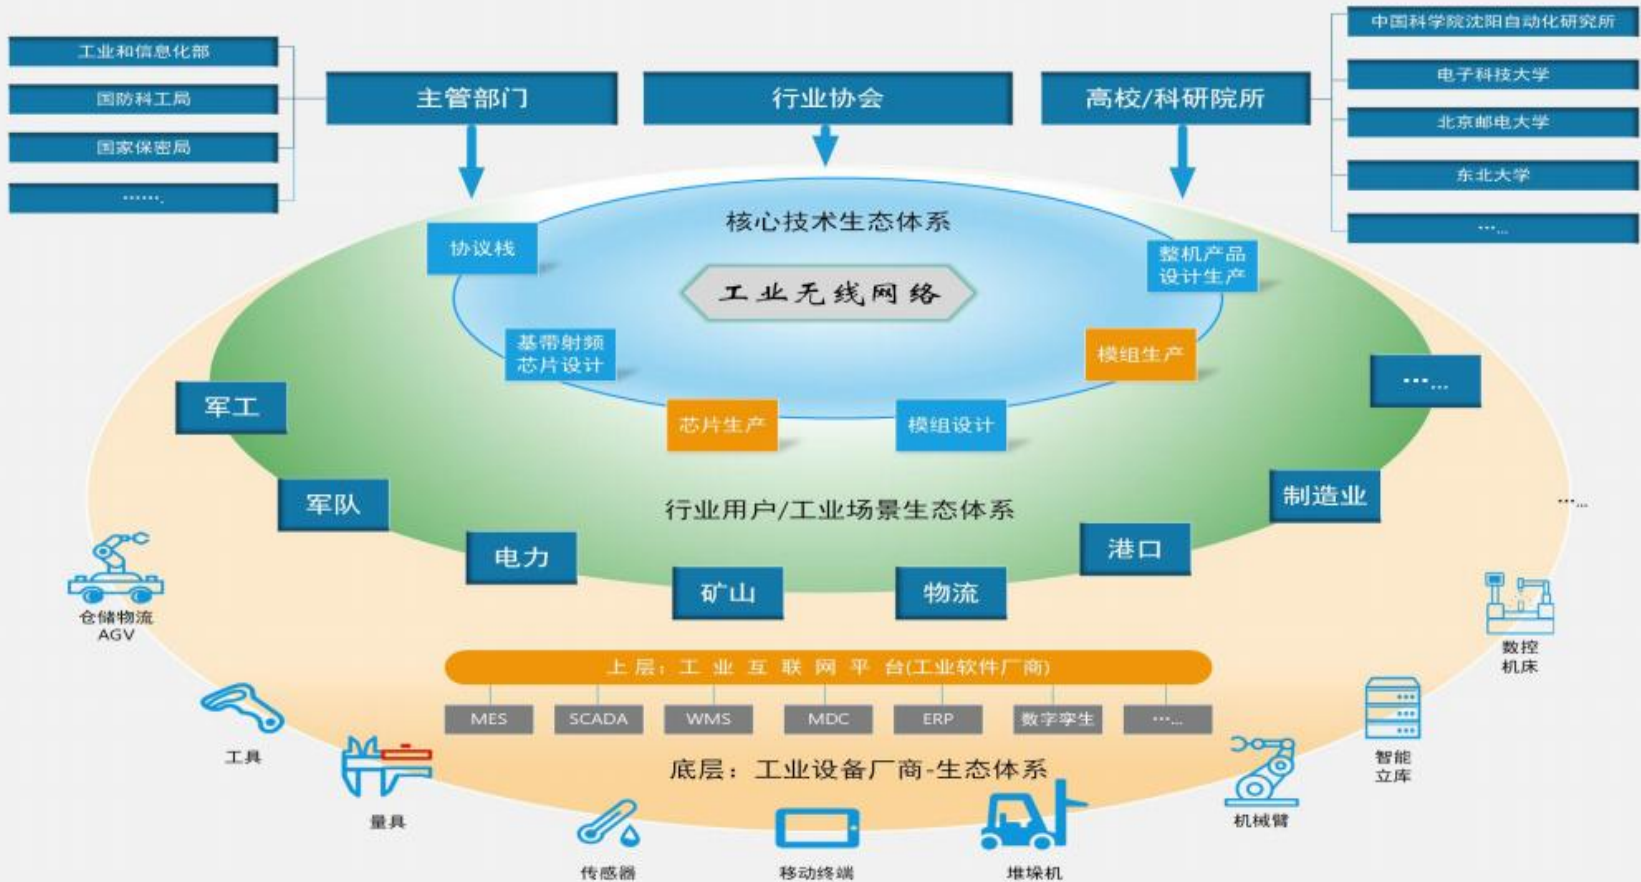 工业和信息化部
国防科工局
国家保密局
…….
主管部门
行业协会
高校/科研院所
中国科学院沈阳自动化研究所
电子科技大学
北京邮电大学
东北大学
…...
核心技术生态体系
工业无线网络
协议栈
整机产品
设计生产
基带射频
芯片设计
模组生产
芯片生产
模组设计
行业用户/工业场景生态体系
军工
军队
电力
矿山
物流
港口
制造业
…...
…...
上层：工 业 互 联 网 平 台(工业软件厂商)
MES
SCADA
WMS
MDC
ERP
数字孪生
…...
底层：工业设备厂商-生态体系
仓储物流
AGV
工具
量具
传感器
移动终端
堆垛机
机械臂
智能
立库
数控
机床